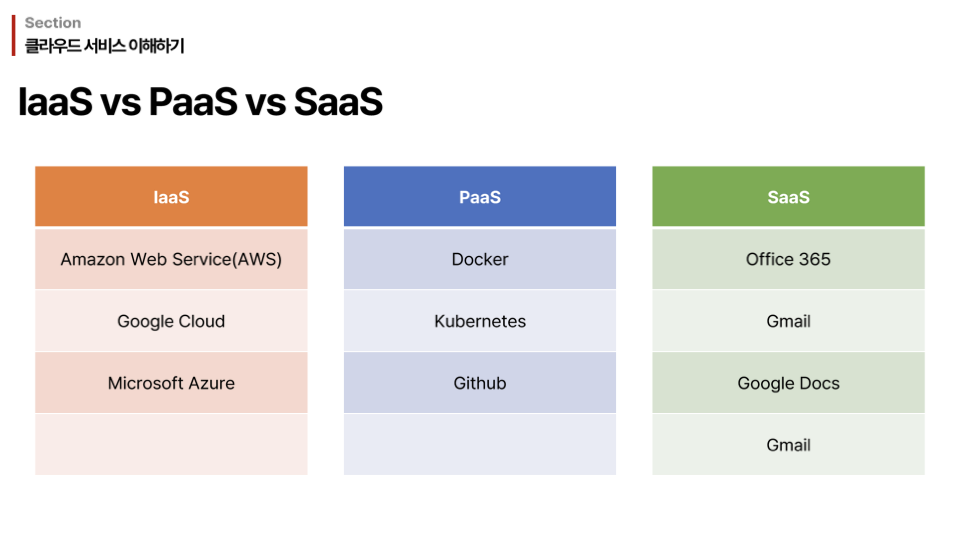 Section
클라우드 서비스 이해하기
IaaS vs PaaS vs SaaS
IaaS
PaaS
SaaS
Amazon Web Service(AWS)
Docker
Office 365
Google Cloud
Kubernetes
Gmail
Microsoft Azure
Github
Google Docs
Gmail